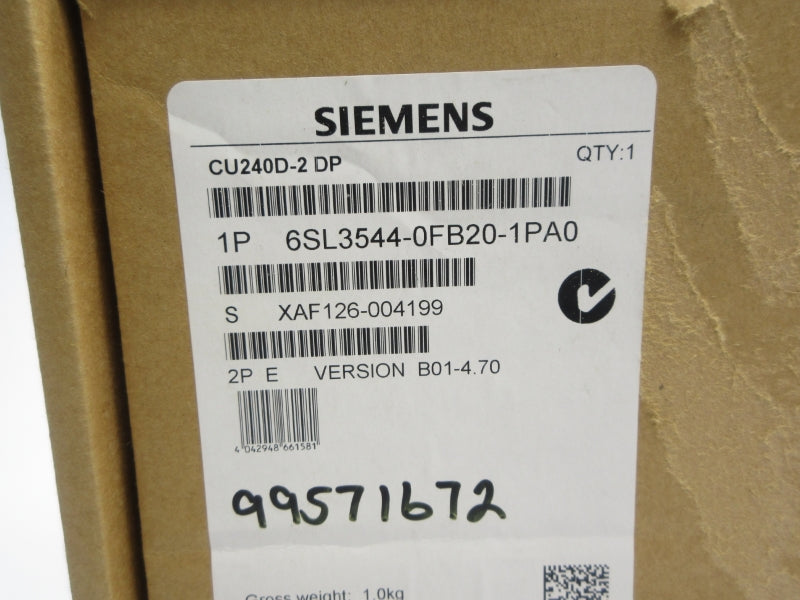 SIEMENS
CU240D-2 DP
QTY:1
1P 6SL3544-0FB20-1PA0
S XAF126-004199
2P E VERSION B01-4.70
4 042948 661581
99571672
Gross weight: 1.0kg